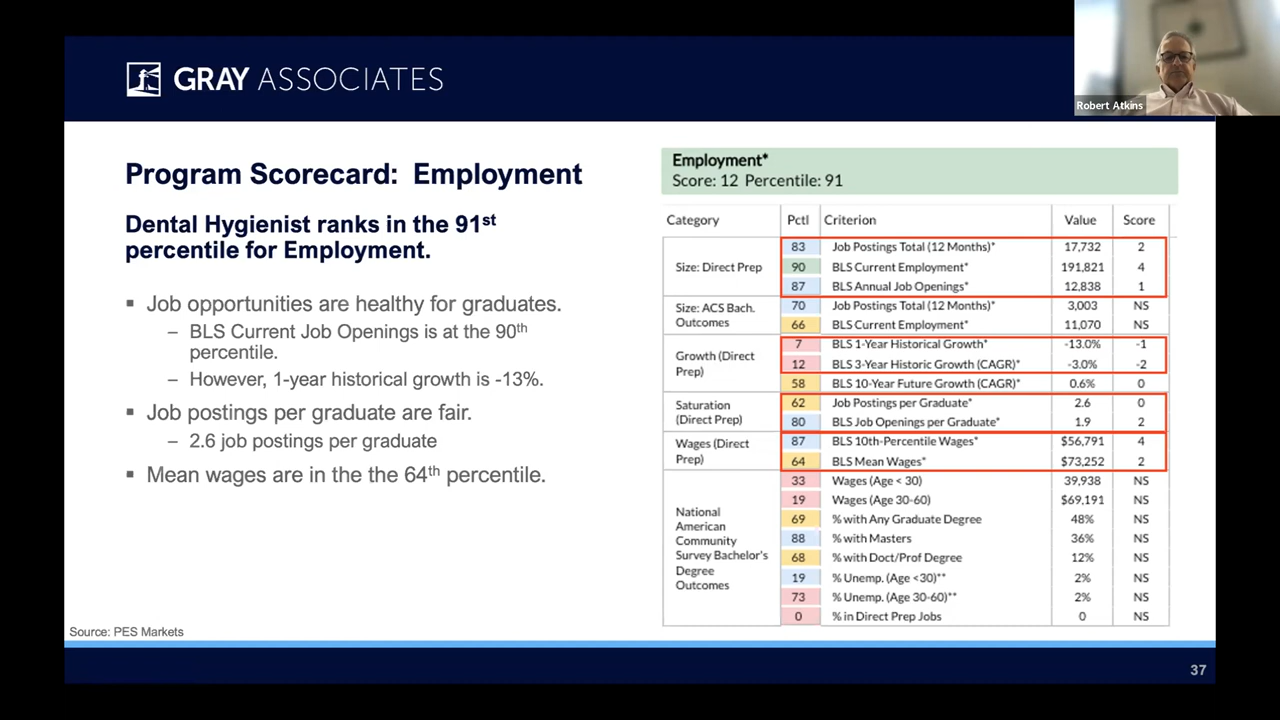 GRAY ASSOCIATES
Robert Atkins
Program Scorecard: Employment
Dental Hygienist ranks in the 91st
percentile for Employment.
▪ Job opportunities are healthy for graduates.
– BLS Current Job Openings is at the 90th
percentile.
– However, 1-year historical growth is -13%.
▪ Job postings per graduate are fair.
– 2.6 job postings per graduate
▪ Mean wages are in the the 64th percentile.
Employment*
Score: 12 Percentile: 91
Category Pctl Criterion Value Score
Size: Direct Prep
83 Job Postings Total (12 Months)* 17,732 2
90 BLS Current Employment* 191,821 4
87 BLS Annual Job Openings* 12,838 1
Size: ACS Bach.
Outcomes
70 Job Postings Total (12 Months)* 3,003 NS
66 BLS Current Employment* 11,070 NS
Growth (Direct
Prep)
7 BLS 1-Year Historical Growth* -13.0% -1
12 BLS 3-Year Historic Growth (CAGR)* -3.0% -2
58 BLS 10-Year Future Growth (CAGR)* 0.6% 0
Saturation
(Direct Prep)
62 Job Postings per Graduate* 2.6 0
80 BLS Job Openings per Graduate* 1.9 2
Wages (Direct
Prep)
87 BLS 10th-Percentile Wages* $56,791 4
64 BLS Mean Wages* $73,252 2
National
American
Community
Survey Bachelor's
Degree
Outcomes
33 Wages (Age < 30) 39,938 NS
19 Wages (Age 30-60) $69,191 NS
69 % with Any Graduate Degree 48% NS
88 % with Masters 36% NS
68 % with Doct/Prof Degree 12% NS
19 % Unemp. (Age <30)** 2% NS
73 % Unemp. (Age 30-60)** 2% NS
0 % in Direct Prep Jobs 0 NS
Source: PES Markets
37